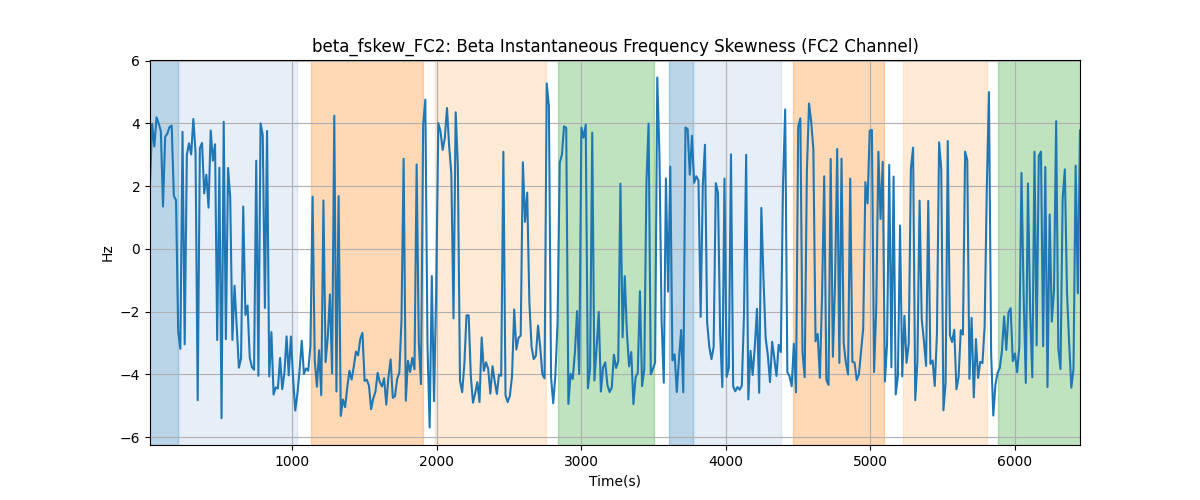 beta_fskew_FC2: Beta Instantaneous Frequency Skewness (FC2 Channel)
6
4
2
0
−2
−4
−6
Hz
1000 2000 3000 4000 5000 6000
Time(s)